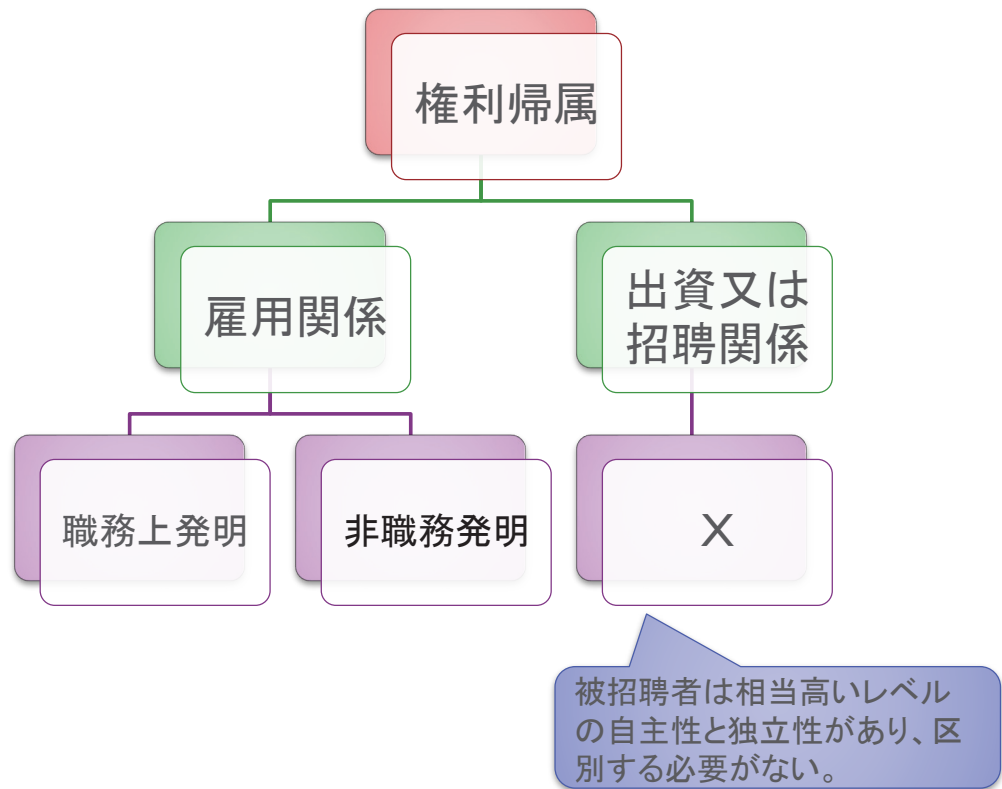 権利帰属
雇用関係
出資又は
招聘関係
職務上発明
非職務発明
X
被招聘者は相当高いレベル
の自主性と独立性があり、区
別する必要がない。